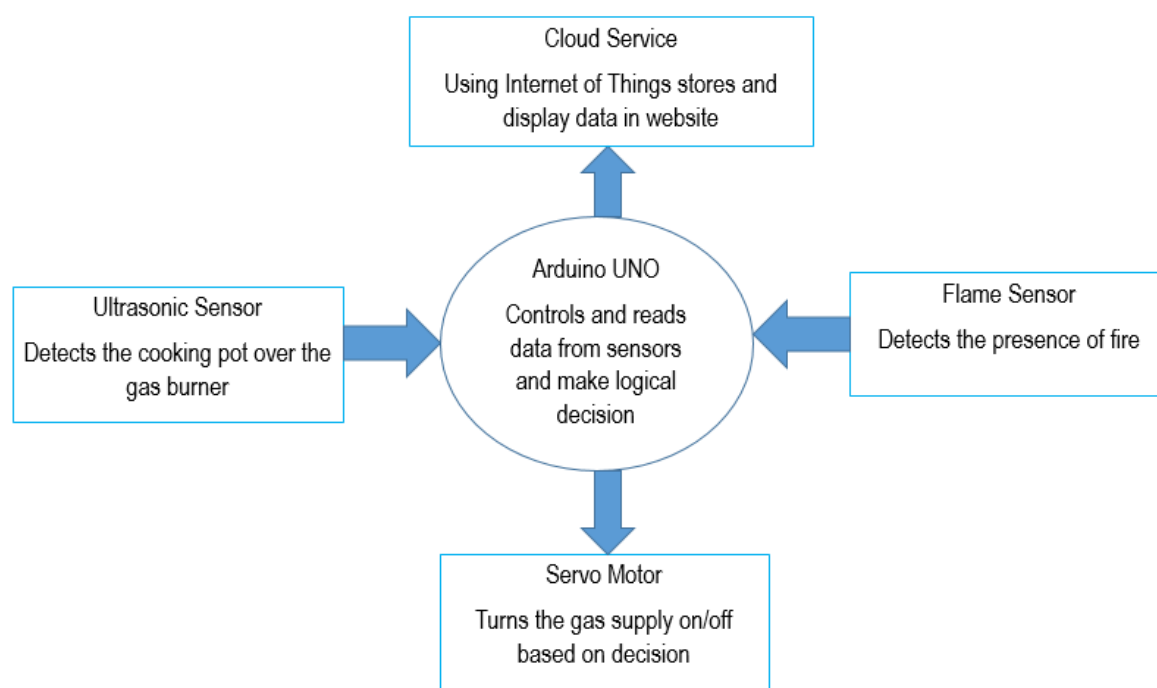 Cloud Service
Using Internet of Things stores and
display data in website
Arduino UNO
Controls and reads
data from sensors
and make logical
decision
Ultrasonic Sensor
Detects the cooking pot over the
gas burner
Flame Sensor
Detects the presence of fire
Servo Motor
Turns the gas supply on/off
based on decision